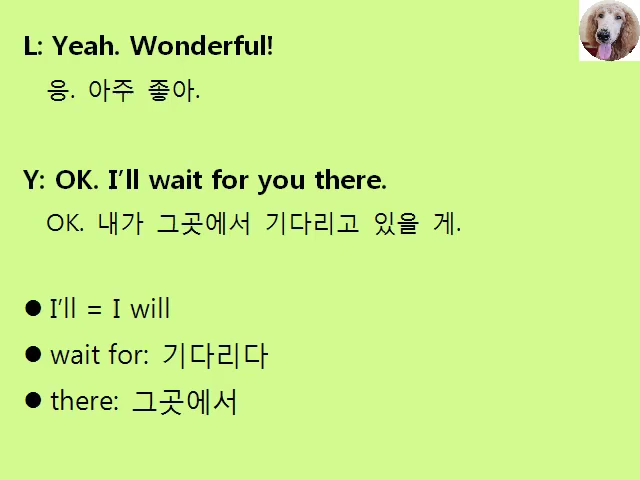 L: Yeah. Wonderful!
응. 아주 좋아.
Y: OK. I’ll wait for you there.
OK. 내가 그곳에서 기다리고 있을 게.
● I’ll = I will
● wait for: 기다리다
● there: 그곳에서